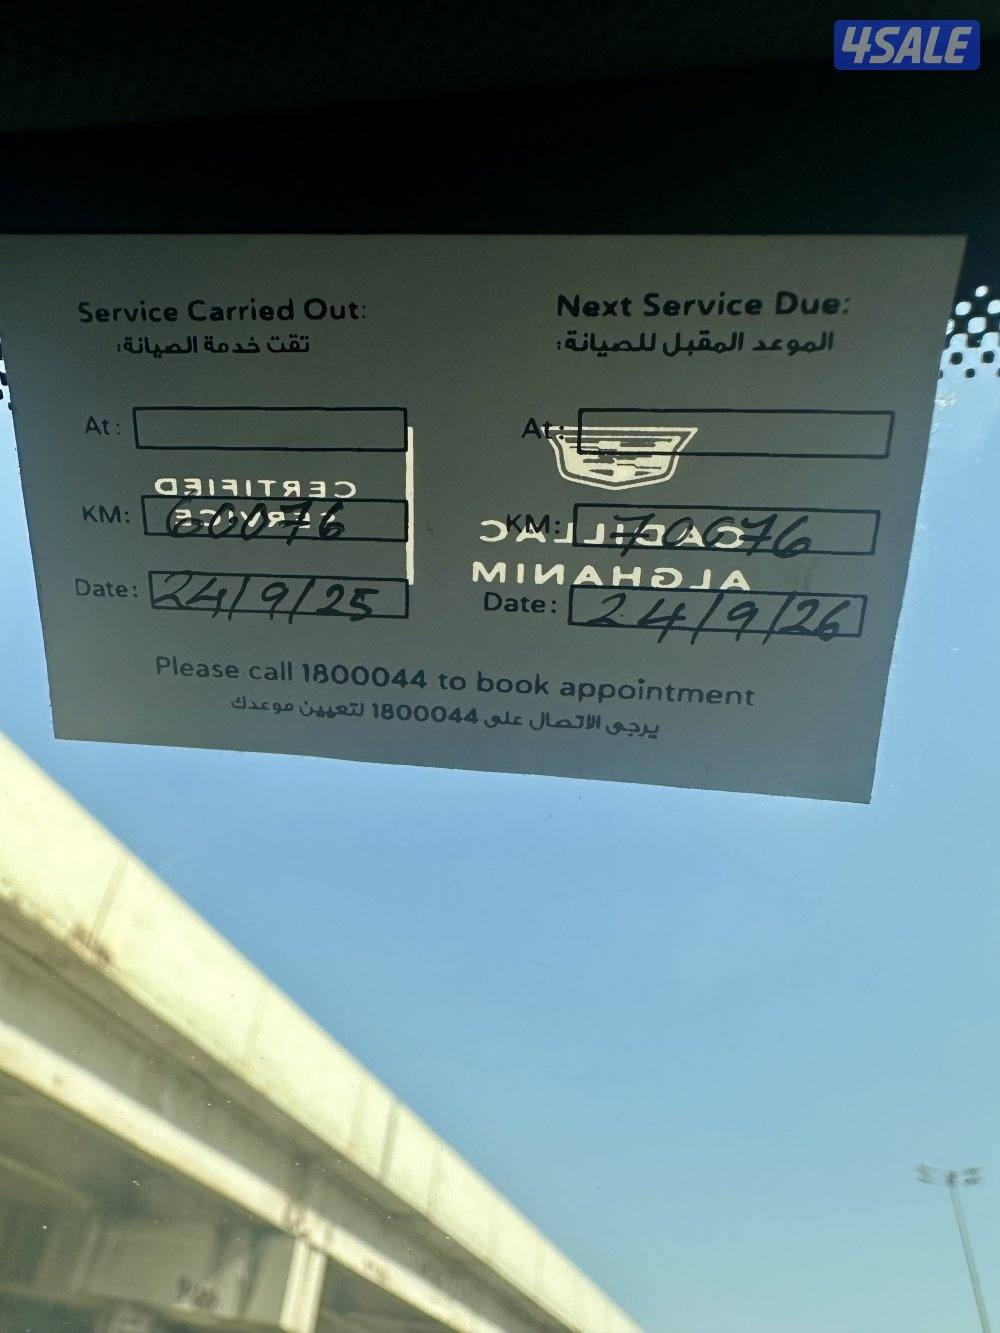 4SALE
Service Carried Out:
تقت خدمة الصيانة:
At:
KM: 60076
Date: 24/9/25
Next Service Due:
الموعد المقبل للصيانة:
At:
KM: 70076
Date: 24/9/26
CERTIFIED
SERVICE
CADILLAC
ALGHANIM
Please call 1800044 to book appointment
يرجى الاتصال على 1800044 لتعيين موعدك